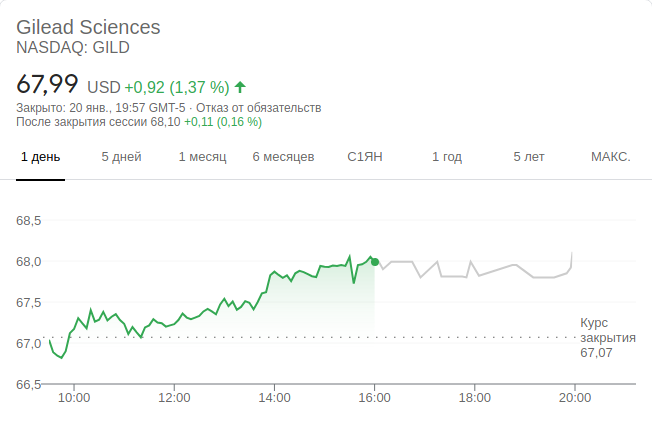 Gilead Sciences
NASDAQ: GILD
67,99 USD +0,92 (1,37 %)
Закрыто: 20 янв., 19:57 GMT-5 · Отказ от обязательств
После закрытия сессии 68,10 +0,11 (0,16 %)
1 день 5 дней 1 месяц 6 месяцев С1ЯН 1 год 5 лет МАКС.
68,5
68,0
67,5
67,0
66,5
Курс
закрытия
67,07
10:00 12:00 14:00 16:00 18:00 20:00